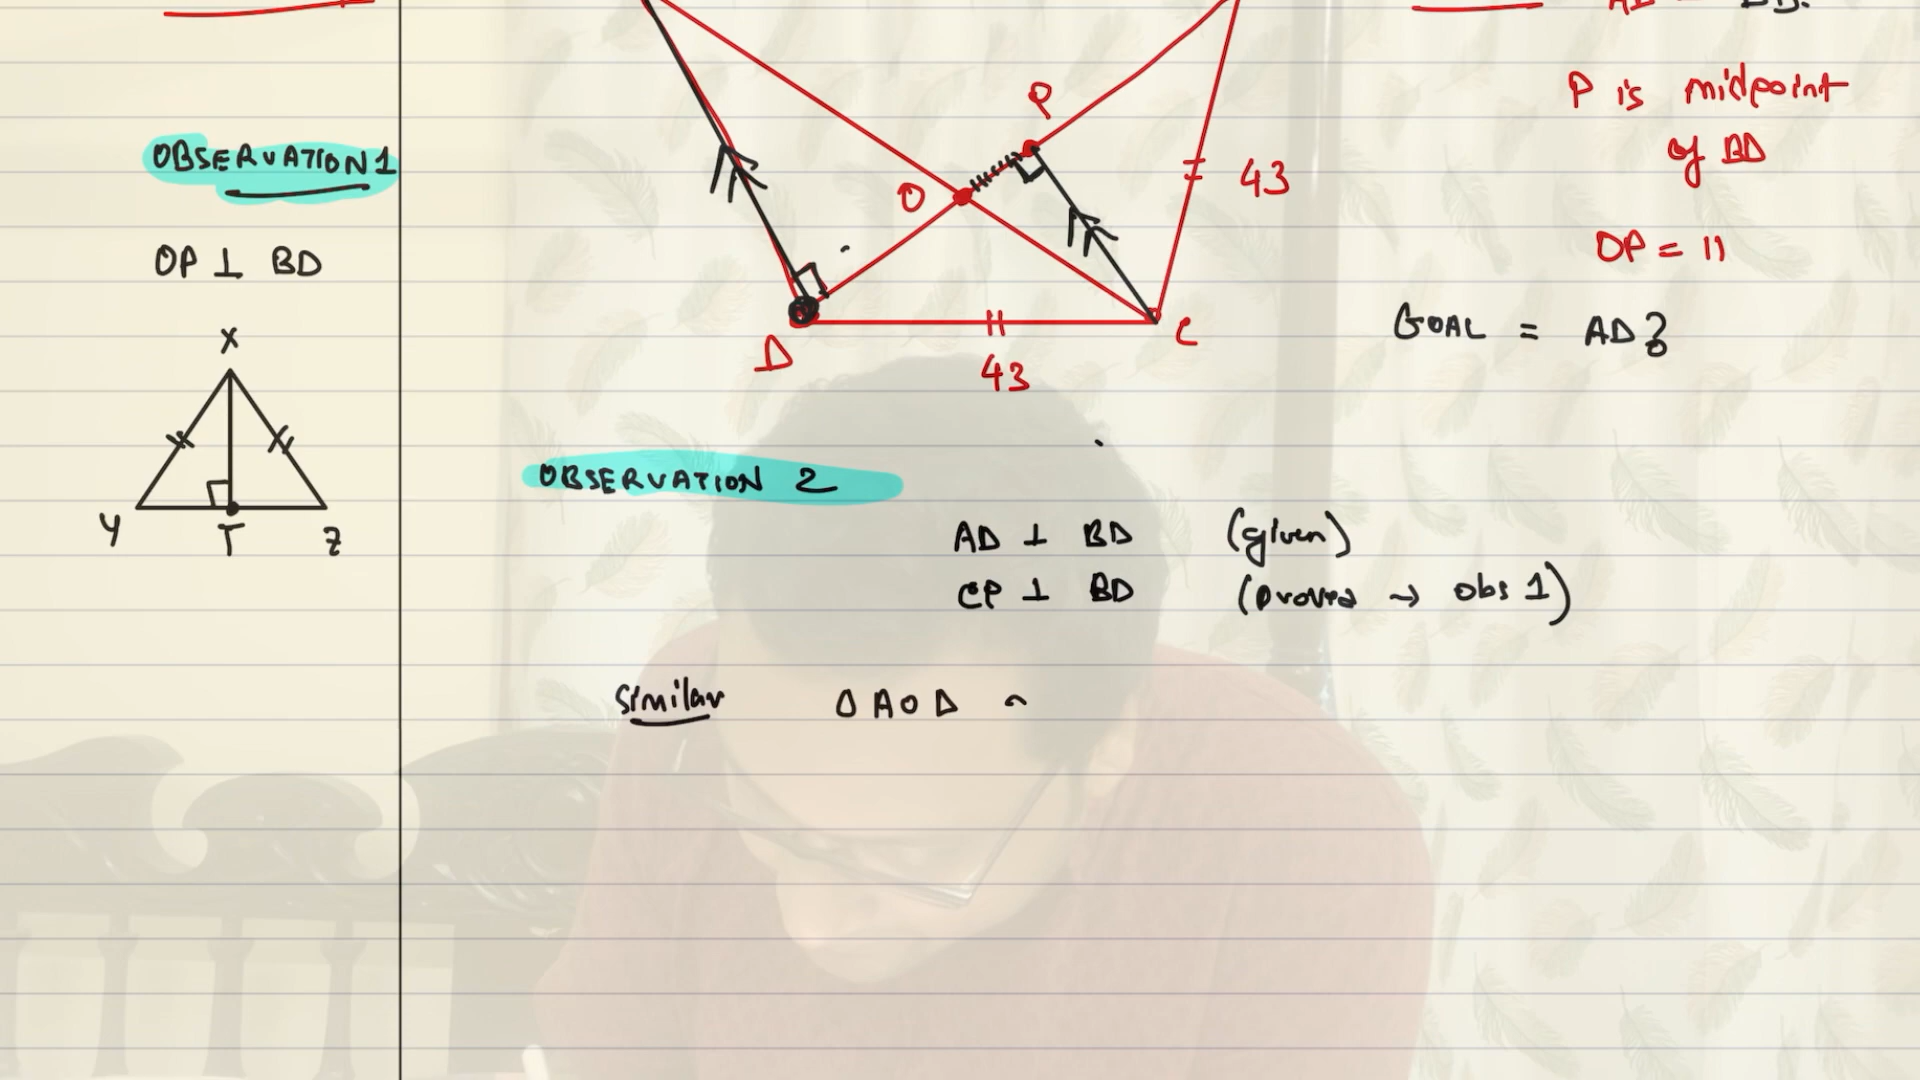 P is midpoint
of BD
OP = 11
GOAL = AD?
P
O
43
D
C
43
OBSERVATION 1
OP ⊥ BD
X
Y
T
Z
OBSERVATION 2
AD ⊥ BD (given)
CP ⊥ BD (proved → obs 1)
Similar Δ AOD ~